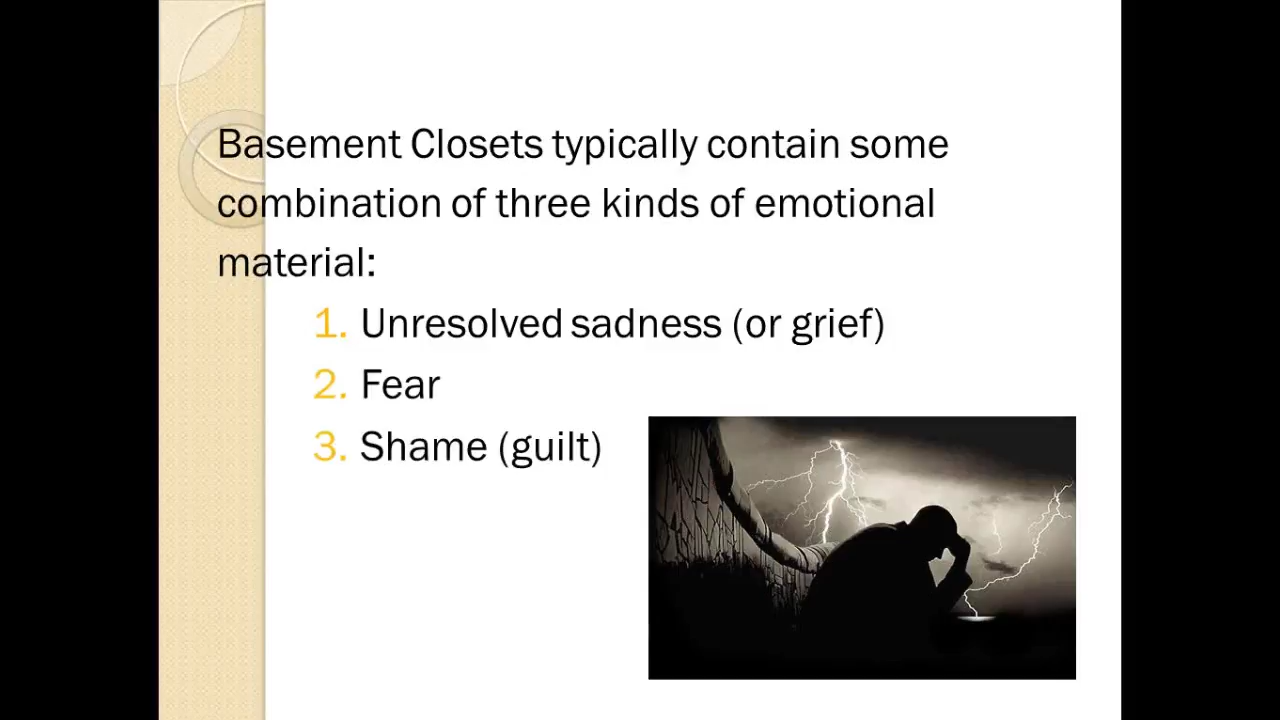 Basement Closets typically contain some
combination of three kinds of emotional
material:
1. Unresolved sadness (or grief)
2. Fear
3. Shame (guilt)